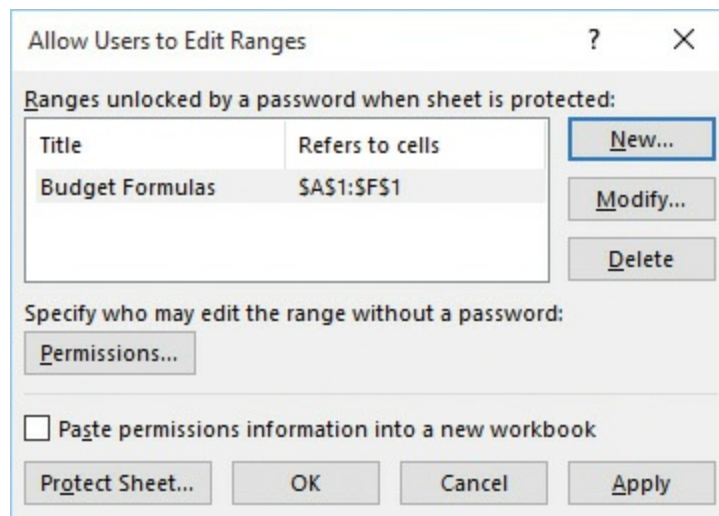 Allow Users to Edit Ranges ? X
Ranges unlocked by a password when sheet is protected:
Title Refers to cells New...
Budget Formulas $A$1:$F$1 Modify...
Delete
Specify who may edit the range without a password:
Permissions...
Paste permissions information into a new workbook
Protect Sheet... OK Cancel Apply